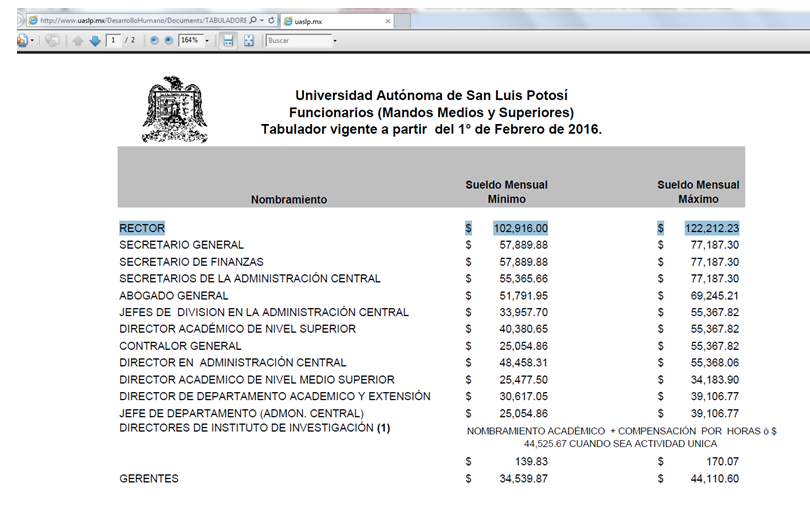 http://www.uaslp.mx/DesarrolloHumano/Documents/TABULADORE
uaslp.mx
1 / 2
164%
Buscar
Universidad Autónoma de San Luis Potosí
Funcionarios (Mandos Medios y Superiores)
Tabulador vigente a partir del 1° de Febrero de 2016.
Nombramiento Sueldo Mensual Mínimo Sueldo Mensual Máximo
RECTOR $ 102,916.00 $ 122,212.23
SECRETARIO GENERAL $ 57,889.88 $ 77,187.30
SECRETARIO DE FINANZAS $ 57,889.88 $ 77,187.30
SECRETARIOS DE LA ADMINISTRACIÓN CENTRAL $ 55,365.66 $ 77,187.30
ABOGADO GENERAL $ 51,791.95 $ 69,245.21
JEFES DE DIVISION EN LA ADMINISTRACIÓN CENTRAL $ 33,957.70 $ 55,367.82
DIRECTOR ACADÉMICO DE NIVEL SUPERIOR $ 40,380.65 $ 55,367.82
CONTRALOR GENERAL $ 25,054.86 $ 55,367.82
DIRECTOR EN ADMINISTRACIÓN CENTRAL $ 48,458.31 $ 55,368.06
DIRECTOR ACADEMICO DE NIVEL MEDIO SUPERIOR $ 25,477.50 $ 34,183.90
DIRECTOR DE DEPARTAMENTO ACADEMICO Y EXTENSIÓN $ 30,617.05 $ 39,106.77
JEFE DE DEPARTAMENTO (ADMON. CENTRAL) $ 25,054.86 $ 39,106.77
DIRECTORES DE INSTITUTO DE INVESTIGACIÓN (1) NOMBRAMIENTO ACADÉMICO + COMPENSACIÓN POR HORAS ó $
44,525.67 CUANDO SEA ACTIVIDAD UNICA
$ 139.83 $ 170.07
GERENTES $ 34,539.87 $ 44,110.60